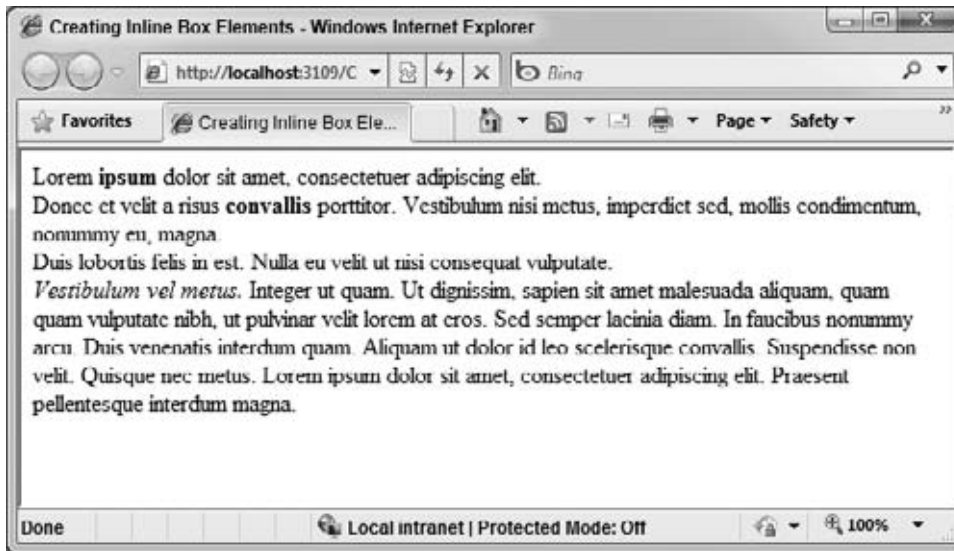 Creating Inline Box Elements - Windows Internet Explorer
http://localhost:3109/C
Bing
Favorites
Creating Inline Box Ele...
Page
Safety
Lorem ipsum dolor sit amet, consectetuer adipiscing elit.
Donec et velit a risus convallis porttitor. Vestibulum nisi metus, imperdiet sed, mollis condimentum,
nonummy eu, magna.
Duis lobortis felis in est. Nulla eu velit ut nisi consequat vulputate.
Vestibulum vel metus. Integer ut quam. Ut dignissim, sapien sit amet malesuada aliquam, quam
quam vulputate nibh, ut pulvinar velit lorem at eros. Sed semper lacinia diam. In faucibus nonummy
arcu. Duis venenatis interdum quam. Aliquam ut dolor id leo scelerisque convallis. Suspendisse non
velit. Quisque nec metus. Lorem ipsum dolor sit amet, consectetuer adipiscing elit. Praesent
pellentesque interdum magna.
Done
Local intranet | Protected Mode: Off
100%